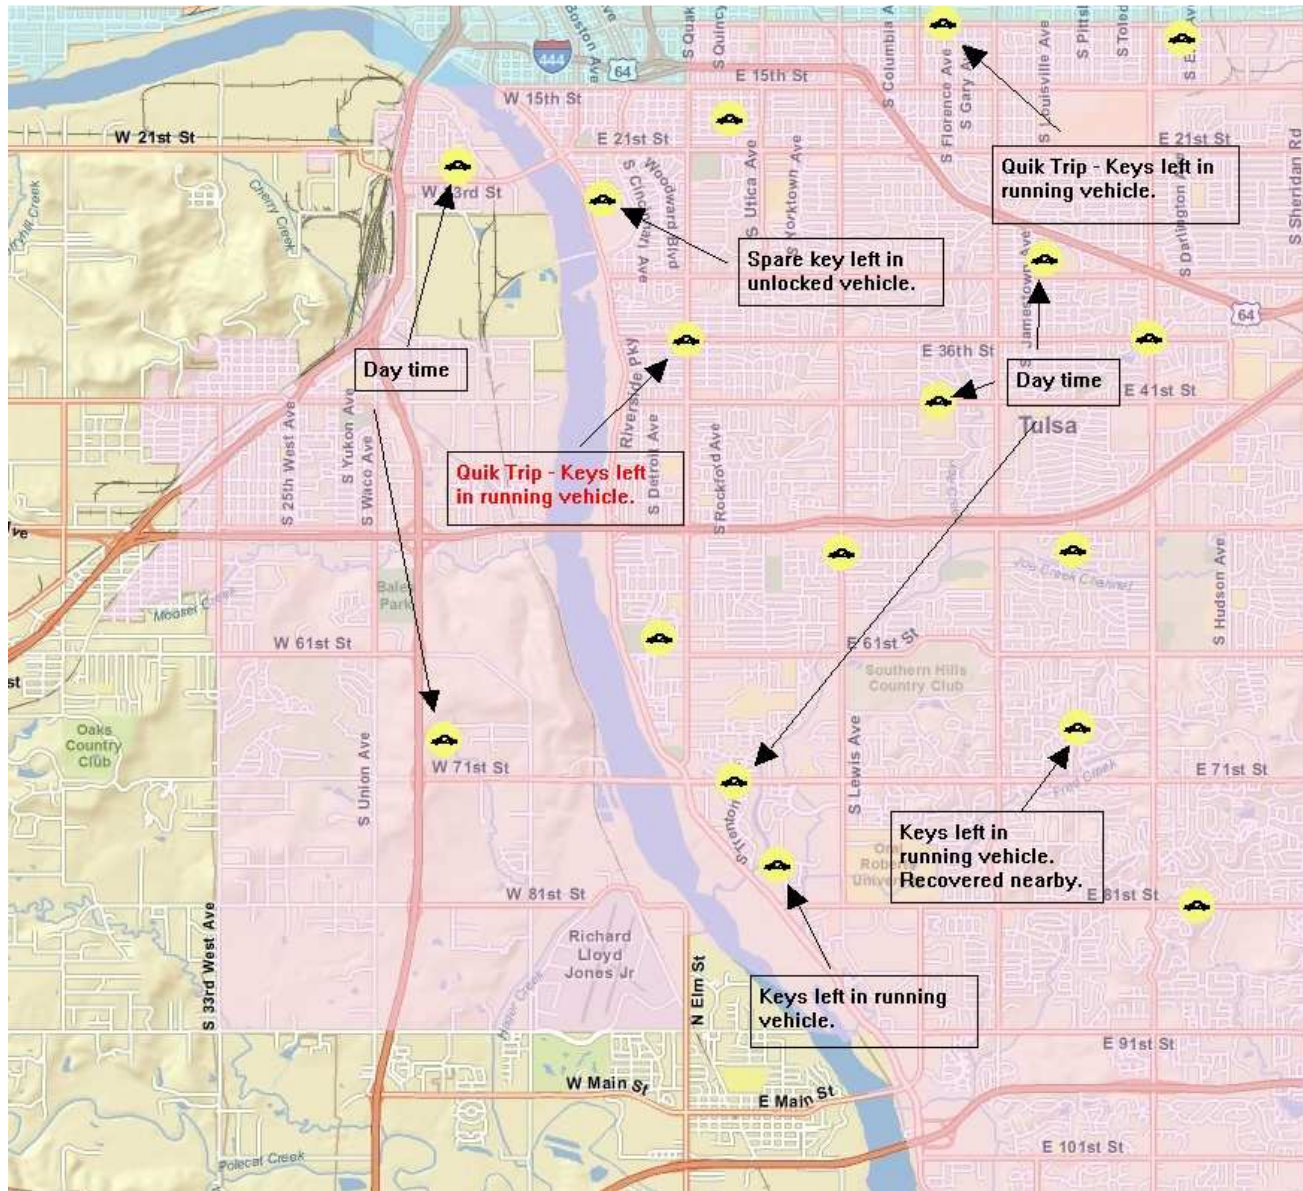 Boston Ave
Ave
S Quincy
S Columbia A
S Florence Ave
S Gary Ave
S Louisville Ave
S Pittsb
S Toled
444
64
E 15th St
W 15th St
W 21st St
E 21st St
E 21st St
Cherry Creek
S Cincinnati Ave
Woodward Blvd
S Utica Ave
S Yorktown Ave
S Sheridan Rd
Quik Trip - Keys left in
running vehicle.
Spare key left in
unlocked vehicle.
64
Riverside Pky
E 36th St
Day time
Day time
E 41st St
Tulsa
S 25th West Ave
S Yukon Ave
S Waco Ave
S Detroit Ave
S Rockford Ave
Quik Trip - Keys left
in running vehicle.
Joe Creek Channel
S Hudson Ave
Mooser Creek
Park
W 61st St
E 61st St
Southern Hills
Country Club
Oaks
Country
Club
S Union Ave
W 71st St
S Trenton
S Lewis Ave
Fred Creek
E 71st St
Keys left in
running vehicle.
Recovered nearby.
W 81st St
E 81st St
S 33rd West Ave
Richard
Lloyd
Jones Jr
N Elm St
Keys left in running
vehicle.
E 91st St
W Main St
E Main St
E 101st St
Polecat Creek